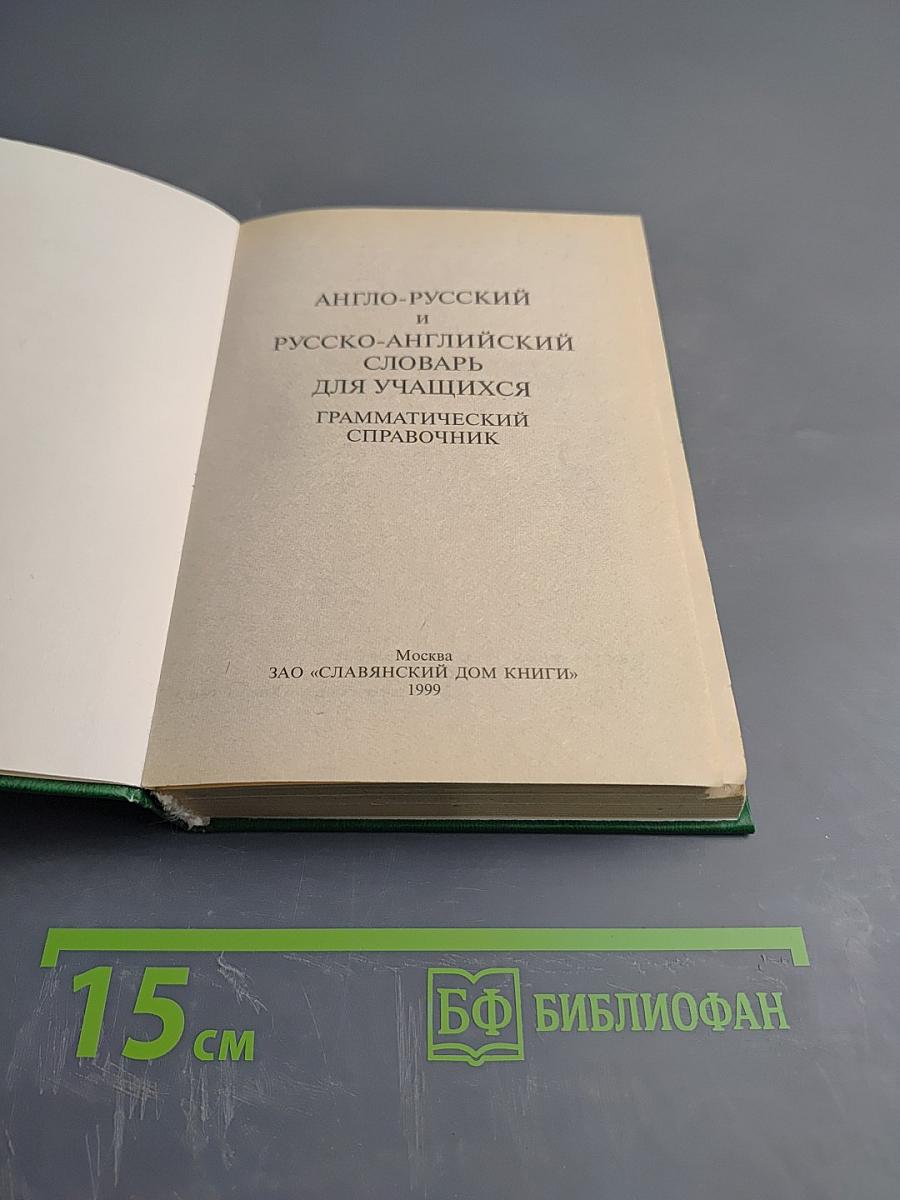 АНГЛО-РУССКИЙ
И
РУССКО-АНГЛИЙСКИЙ
СЛОВАРЬ
ДЛЯ УЧАЩИХСЯ
ГРАММАТИЧЕСКИЙ
СПРАВОЧНИК
Москва
ЗАО «СЛАВЯНСКИЙ ДОМ КНИГИ»
1999
15 см
БФ БИБЛИОФАН